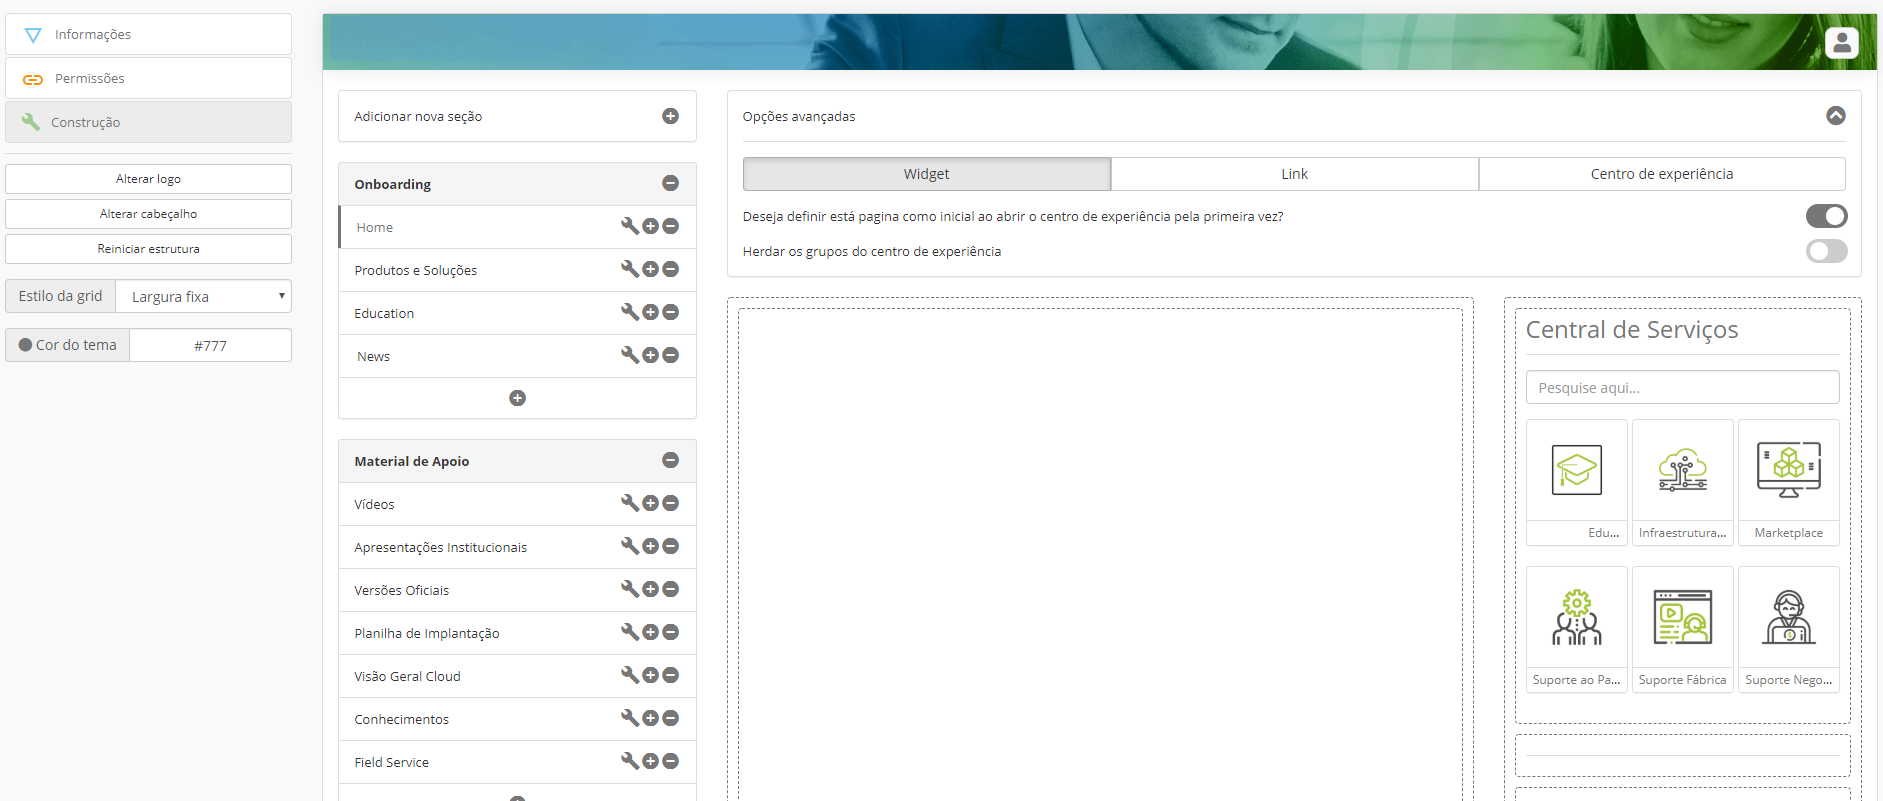 Informações
Permissões
Construção
Alterar logo
Alterar cabeçalho
Reiniciar estrutura
Estilo da grid
Largura fixa
Cor do tema
#777
Adicionar nova seção
Onboarding
Home
Produtos e Soluções
Education
News
Material de Apoio
Vídeos
Apresentações Institucionais
Versões Oficiais
Planilha de Implantação
Visão Geral Cloud
Conhecimentos
Field Service
Opções avançadas
Widget
Link
Centro de experiência
Deseja definir está pagina como inicial ao abrir o centro de experiência pela primeira vez?
Herdar os grupos do centro de experiência
Central de Serviços
Pesquise aqui...
Edu...
Infraestrutura...
Marketplace
Suporte ao Pa...
Suporte Fábrica
Suporte Nego...